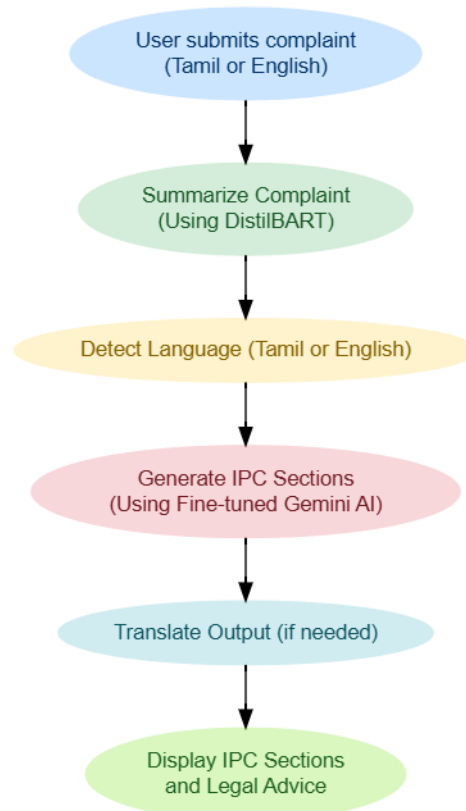 User submits complaint
(Tamil or English)
Summarize Complaint
(Using DistilBART)
Detect Language (Tamil or English)
Generate IPC Sections
(Using Fine-tuned Gemini AI)
Translate Output (if needed)
Display IPC Sections
and Legal Advice